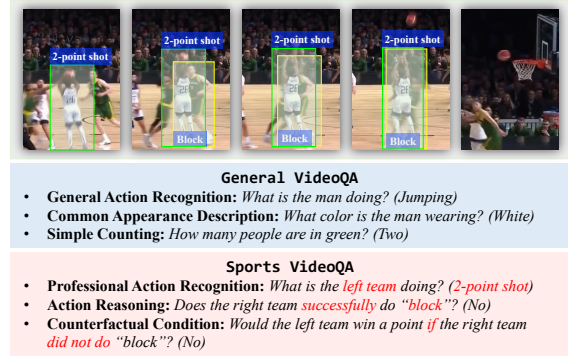 2-point shot
2-point shot
2-point shot
2-point shot
Block
Block
Block
General VideoQA
• General Action Recognition: What is the man doing? (Jumping)
• Common Appearance Description: What color is the man wearing? (White)
• Simple Counting: How many people are in green? (Two)
Sports VideoQA
• Professional Action Recognition: What is the left team doing? (2-point shot)
• Action Reasoning: Does the right team successfully do “block”? (No)
• Counterfactual Condition: Would the left team win a point if the right team
did not do “block”? (No)